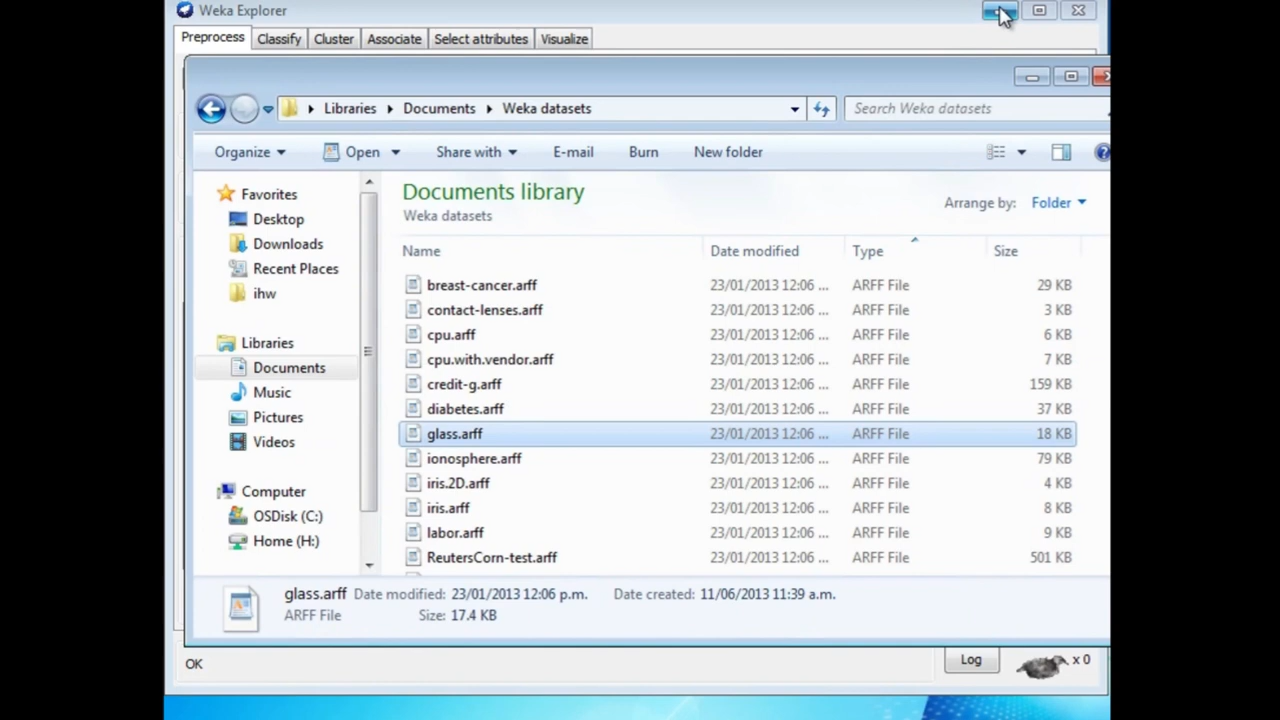 Weka Explorer
Preprocess Classify Cluster Associate Select attributes Visualize
Libraries Documents Weka datasets Search Weka datasets
Organize Open Share with E-mail Burn New folder
Favorites
Desktop
Downloads
Recent Places
ihw
Libraries
Documents
Music
Pictures
Videos
Computer
OSDisk (C:)
Home (H:)
Documents library
Weka datasets
Arrange by: Folder
Name Date modified Type Size
breast-cancer.arff 23/01/2013 12:06 ... ARFF File 29 KB
contact-lenses.arff 23/01/2013 12:06 ... ARFF File 3 KB
cpu.arff 23/01/2013 12:06 ... ARFF File 6 KB
cpu.with.vendor.arff 23/01/2013 12:06 ... ARFF File 7 KB
credit-g.arff 23/01/2013 12:06 ... ARFF File 159 KB
diabetes.arff 23/01/2013 12:06 ... ARFF File 37 KB
glass.arff 23/01/2013 12:06 ... ARFF File 18 KB
ionosphere.arff 23/01/2013 12:06 ... ARFF File 79 KB
iris.2D.arff 23/01/2013 12:06 ... ARFF File 4 KB
iris.arff 23/01/2013 12:06 ... ARFF File 8 KB
labor.arff 23/01/2013 12:06 ... ARFF File 9 KB
ReutersCorn-test.arff 23/01/2013 12:06 ... ARFF File 501 KB
glass.arff Date modified: 23/01/2013 12:06 p.m. Date created: 11/06/2013 11:39 a.m.
ARFF File Size: 17.4 KB
OK Log x 0